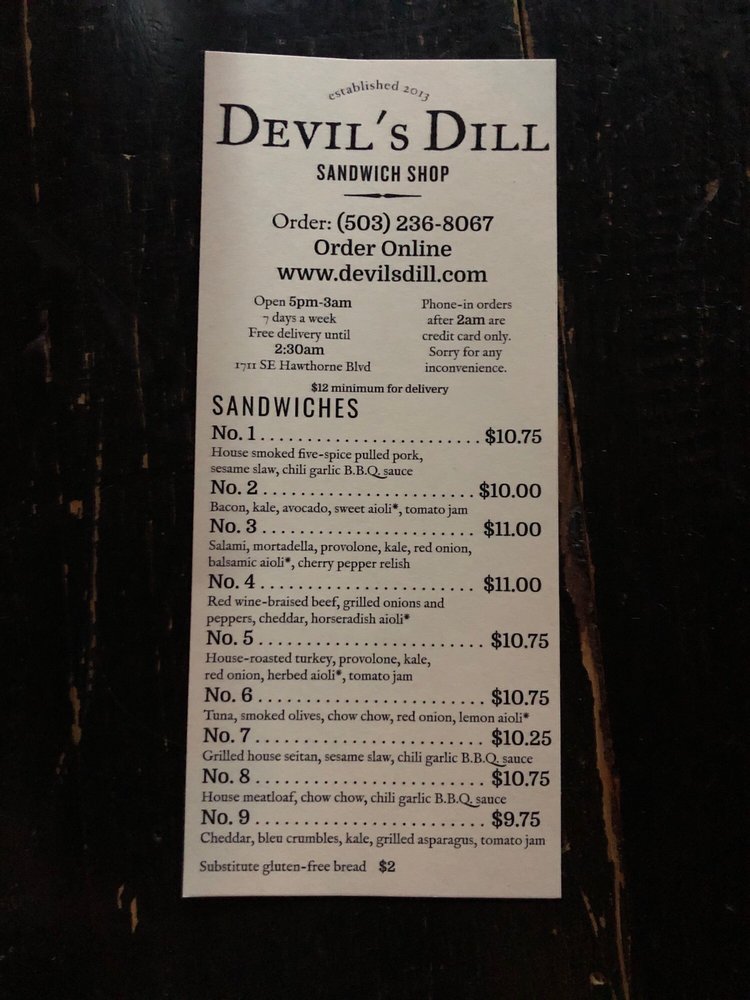 established 2013
DEVIL'S DILL
SANDWICH SHOP
Order: (503) 236-8067
Order Online
www.devilsdill.com
Open 5pm-3am
7 days a week
Free delivery until
2:30am
1711 SE Hawthorne Blvd
Phone-in orders
after 2am are
credit card only.
Sorry for any
inconvenience.
$12 minimum for delivery
SANDWICHES
No. 1 ........................ $10.75
House smoked five-spice pulled pork,
sesame slaw, chili garlic B.B.Q. sauce
No. 2 ....................... $10.00
Bacon, kale, avocado, sweet aioli*, tomato jam
No. 3 ....................... $11.00
Salami, mortadella, provolone, kale, red onion,
balsamic aioli*, cherry pepper relish
No. 4 ....................... $11.00
Red wine-braised beef, grilled onions and
peppers, cheddar, horseradish aioli*
No. 5 ........................ $10.75
House-roasted turkey, provolone, kale,
red onion, herbed aioli*, tomato jam
No. 6 ........................ $10.75
Tuna, smoked olives, chow chow, red onion, lemon aioli*
No. 7 ........................ $10.25
Grilled house seitan, sesame slaw, chili garlic B.B.Q. sauce
No. 8 ........................ $10.75
House meatloaf, chow chow, chili garlic B.B.Q. sauce
No. 9 ........................ $9.75
Cheddar, bleu crumbles, kale, grilled asparagus, tomato jam
Substitute gluten-free bread $2